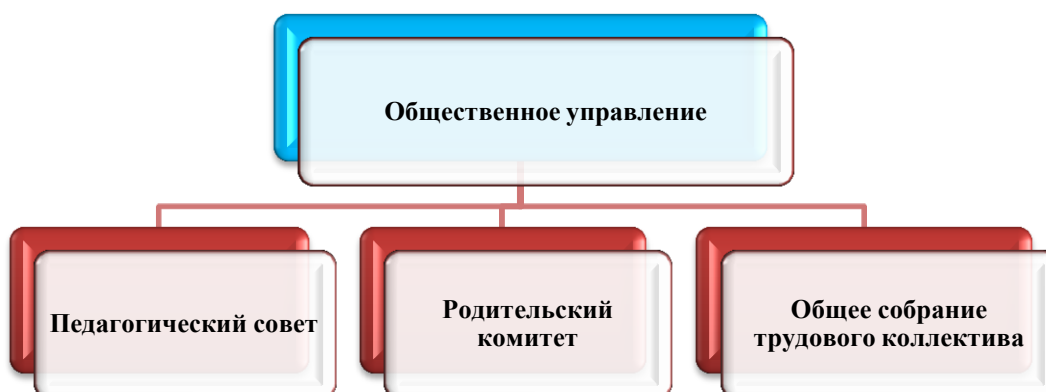 Общественное управление
Педагогический совет
Родительский
комитет
Общее собрание
трудового коллектива